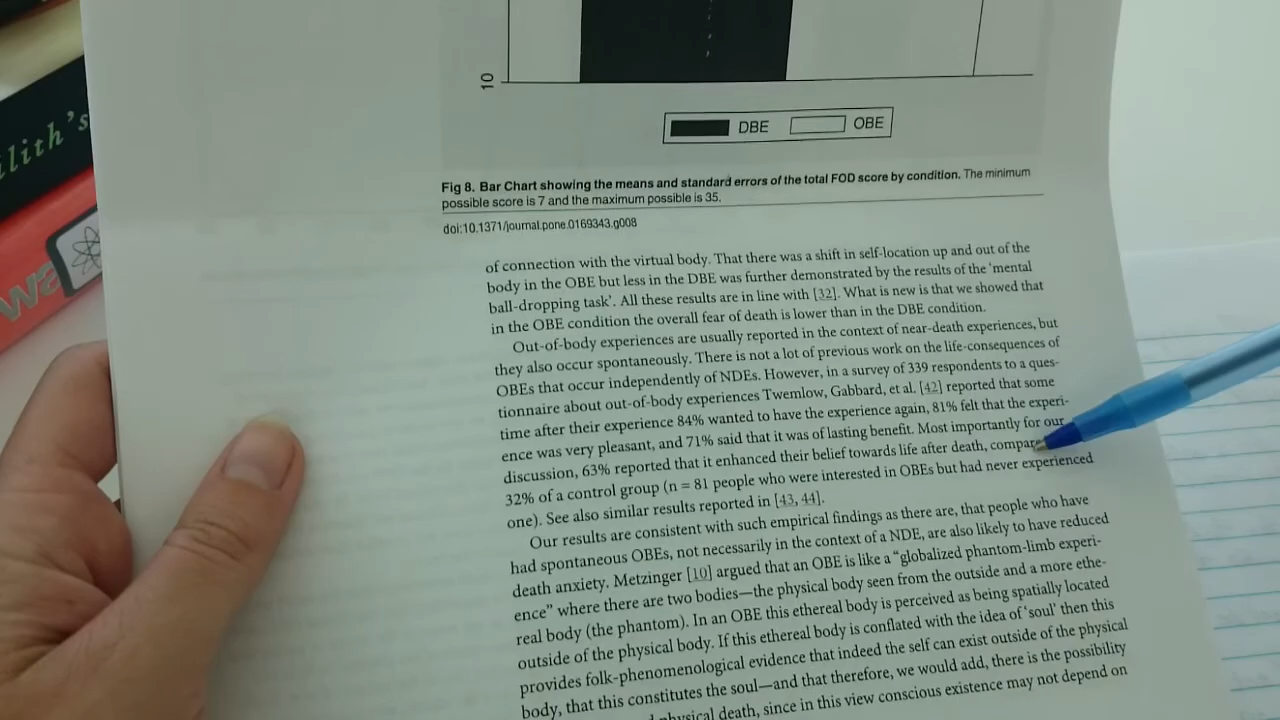 ilith's
wa
10
DBE OBE
Fig 8. Bar Chart showing the means and standard errors of the total FOD score by condition. The minimum
possible score is 7 and the maximum possible is 35.
doi:10.1371/journal.pone.0169343.g008
of connection with the virtual body. That there was a shift in self-location up and out of the
body in the OBE but less in the DBE was further demonstrated by the results of the 'mental
ball-dropping task'. All these results are in line with [32]. What is new is that we showed that
in the OBE condition the overall fear of death is lower than in the DBE condition.
Out-of-body experiences are usually reported in the context of near-death experiences, but
they also occur spontaneously. There is not a lot of previous work on the life-consequences of
OBEs that occur independently of NDEs. However, in a survey of 339 respondents to a ques-
tionnaire about out-of-body experiences Twemlow, Gabbard, et al. [42] reported that some
time after their experience 84% wanted to have the experience again, 81% felt that the experi-
ence was very pleasant, and 71% said that it was of lasting benefit. Most importantly for our
discussion, 63% reported that it enhanced their belief towards life after death, compar
32% of a control group (n = 81 people who were interested in OBEs but had never experienced
one). See also similar results reported in [43, 44].
Our results are consistent with such empirical findings as there are, that people who have
had spontaneous OBEs, not necessarily in the context of a NDE, are also likely to have reduced
death anxiety. Metzinger [10] argued that an OBE is like a "globalized phantom-limb experi-
ence" where there are two bodies—the physical body seen from the outside and a more ethe-
real body (the phantom). In an OBE this ethereal body is perceived as being spatially located
outside of the physical body. If this ethereal body is conflated with the idea of 'soul' then this
provides folk-phenomenological evidence that indeed the self can exist outside of the physical
body, that this constitutes the soul—and that therefore, we would add, there is the possibility
physical death, since in this view conscious existence may not depend on